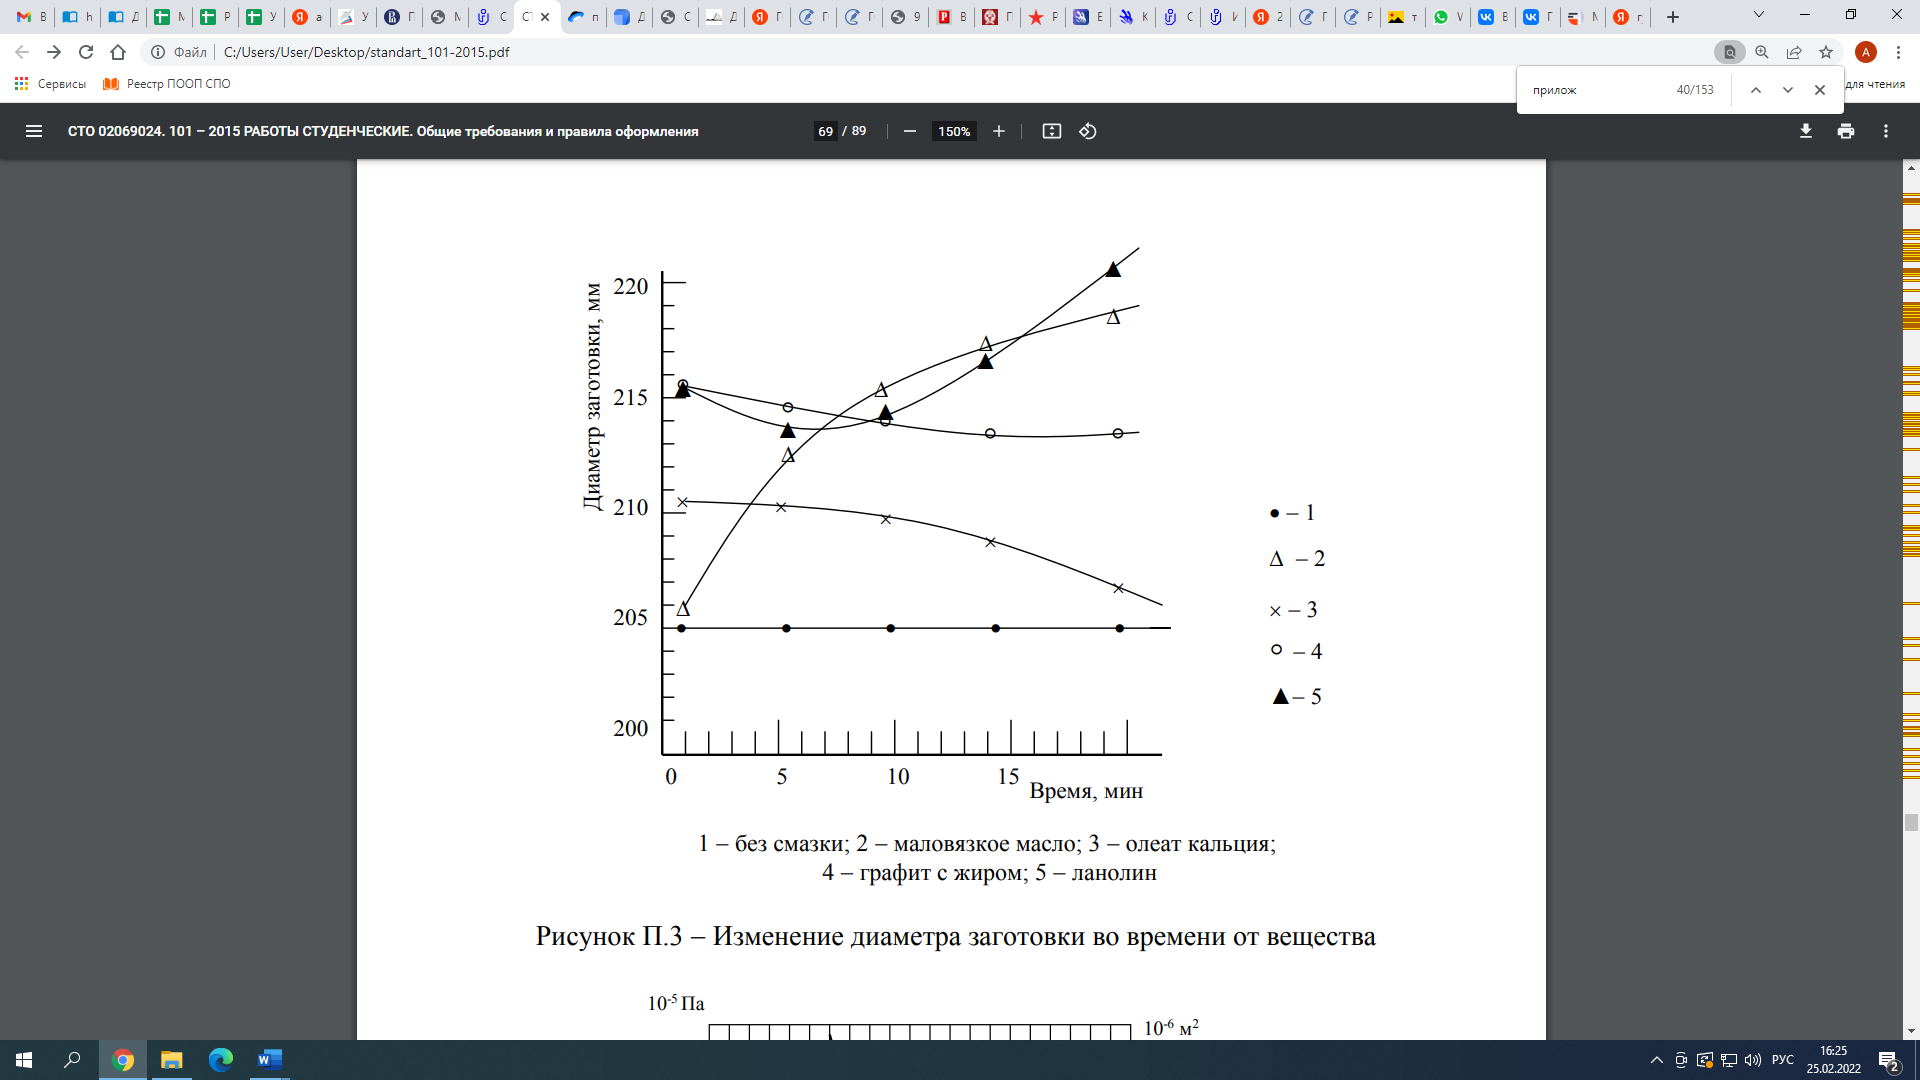 Файл
C:/Users/User/Desktop/standart_101-2015.pdf
Сервисы
Реестр ПООП СПО
для чтения
прилож
40/153
СТО 02069024. 101 – 2015 РАБОТЫ СТУДЕНЧЕСКИЕ. Общие требования и правила оформления
69 / 89
150%
Диаметр заготовки, мм
220
215
210
205
200
0
5
10
15
Время, мин
– 1
– 2
– 3
– 4
– 5
1 – без смазки; 2 – маловязкое масло; 3 – олеат кальция;
4 – графит с жиром; 5 – ланолин
Рисунок П.3 – Изменение диаметра заготовки во времени от вещества
10-5 Па
10-6 м2
РУС
16:25
25.02.2022
2